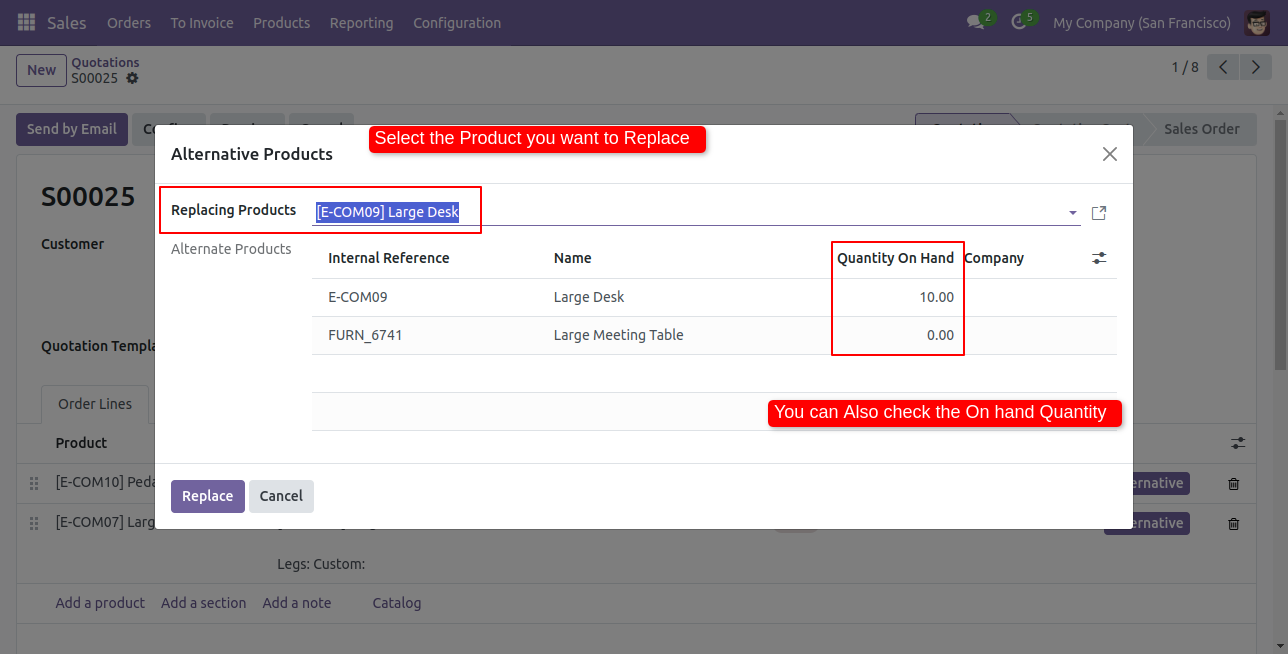 Sales Orders To Invoice Products Reporting Configuration 2 5 My Company (San Francisco)
New Quotations 1 / 8
S00025
Send by Email Sales Order
Select the Product you want to Replace
Alternative Products
S00025
Replacing Products [E-COM09] Large Desk
Customer
Alternate Products
Internal Reference Name Quantity On Hand Company
E-COM09 Large Desk 10.00
FURN_6741 Large Meeting Table 0.00
Order Lines
You can Also check the On hand Quantity
Product
[E-COM10]
Replace Cancel
[E-COM07]
Legs: Custom:
Add a product Add a section Add a note Catalog